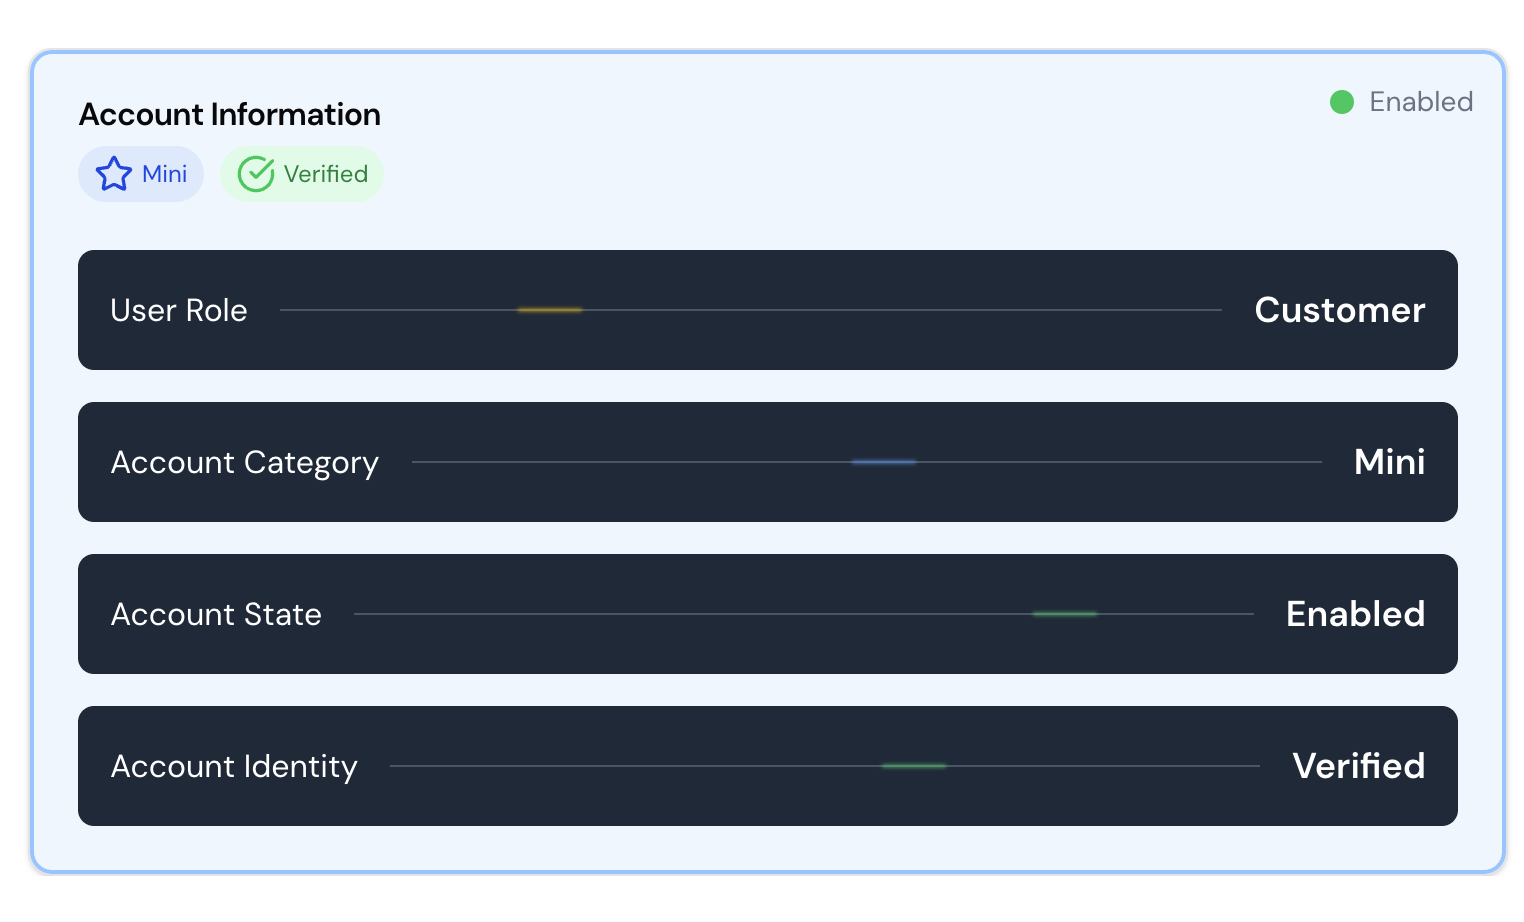 Account Information
Enabled
Mini
Verified
User Role
Customer
Account Category
Mini
Account State
Enabled
Account Identity
Verified